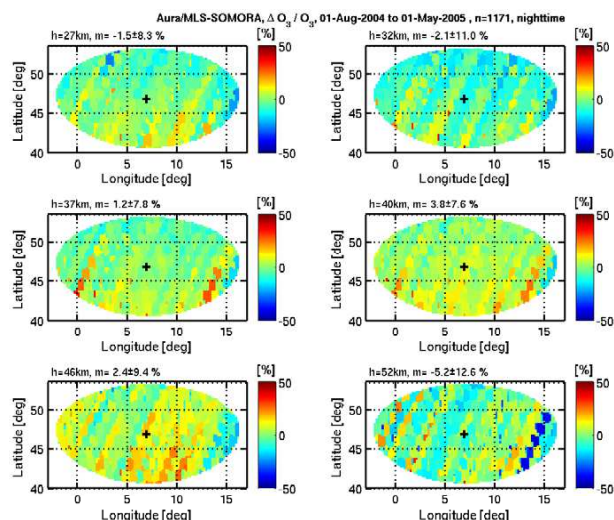 Aura/MLS-SOMORA, Δ O3 / O3, 01-Aug-2004 to 01-May-2005 , n=1171, nighttime
h=27km, m= -1.5±8.3 %
[%]
h=32km, m= -2.1±11.0 %
[%]
Latitude [deg]
50
45
40
50
0
-50
Latitude [deg]
50
45
40
50
0
-50
0 5 10 15
Longitude [deg]
0 5 10 15
Longitude [deg]
h=37km, m= 1.2±7.8 %
[%]
h=40km, m= 3.8±7.6 %
[%]
Latitude [deg]
50
45
40
50
0
-50
Latitude [deg]
50
45
40
50
0
-50
0 5 10 15
Longitude [deg]
0 5 10 15
Longitude [deg]
h=46km, m= 2.4±9.4 %
[%]
h=52km, m= -5.2±12.6 %
[%]
Latitude [deg]
50
45
40
50
0
-50
Latitude [deg]
50
45
40
50
0
-50
0 5 10 15
Longitude [deg]
0 5 10 15
Longitude [deg]